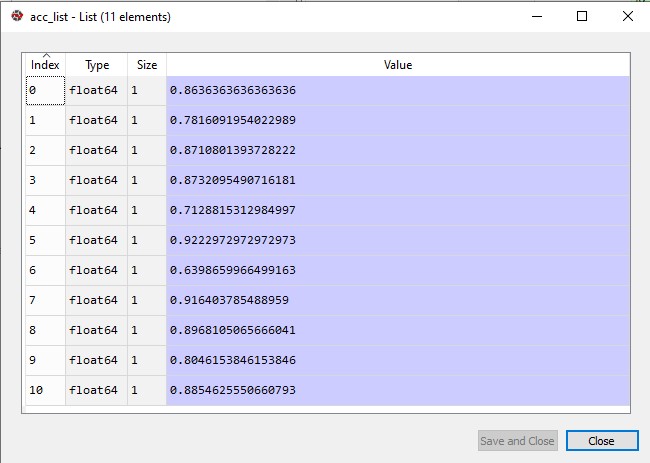 acc_list - List (11 elements)
Index Type Size Value
0 float64 1 0.8636363636363636
1 float64 1 0.7816091954022989
2 float64 1 0.8710801393728222
3 float64 1 0.8732095490716181
4 float64 1 0.7128815312984997
5 float64 1 0.9222972972972973
6 float64 1 0.6398659966499163
7 float64 1 0.916403785488959
8 float64 1 0.8968105065666041
9 float64 1 0.8046153846153846
10 float64 1 0.8854625550660793
Save and Close Close